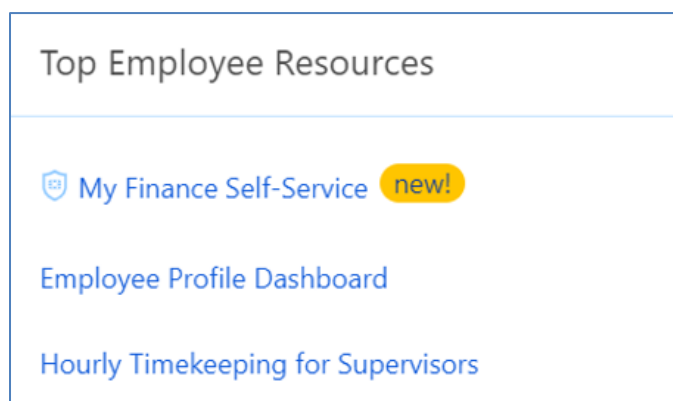 Top Employee Resources
My Finance Self-Service new!
Employee Profile Dashboard
Hourly Timekeeping for Supervisors